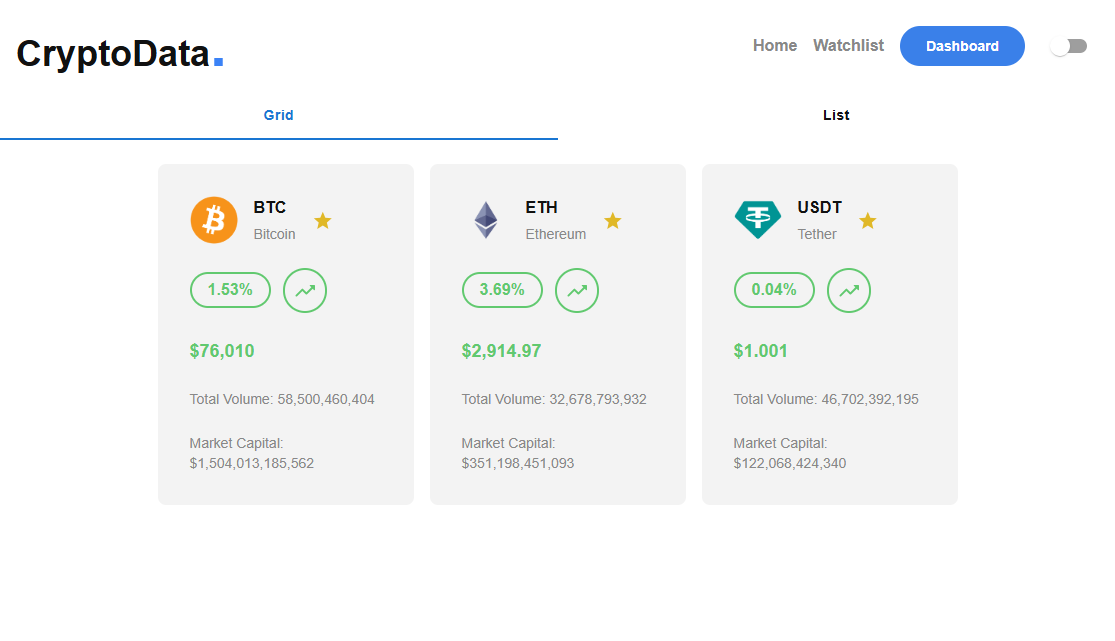 CryptoData.
Home Watchlist Dashboard
Grid List
BTC
Bitcoin
1.53%
$76,010
Total Volume: 58,500,460,404
Market Capital:
$1,504,013,185,562
ETH
Ethereum
3.69%
$2,914.97
Total Volume: 32,678,793,932
Market Capital:
$351,198,451,093
USDT
Tether
0.04%
$1.001
Total Volume: 46,702,392,195
Market Capital:
$122,068,424,340